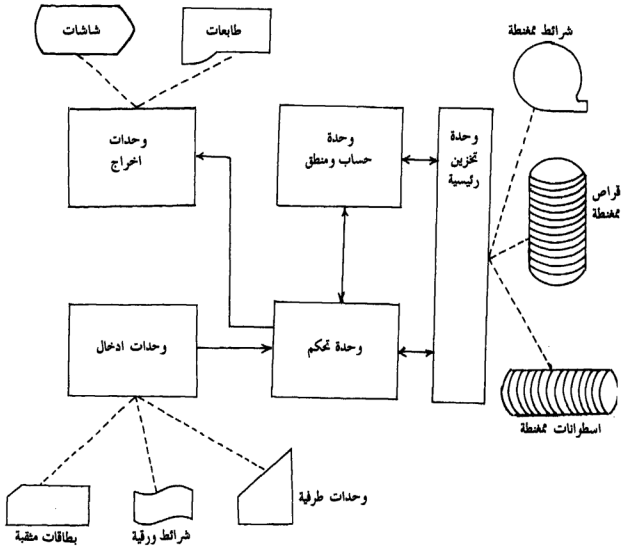 شاشات
طابعات
شرائط ممغنطة
وحدات
اخراج
وحدة
حساب ومنطق
وحدة
تخزين
رئيسية
قراص
ممغنطة
وحدات ادخال
وحدة تحكم
اسطوانات ممغنطة
وحدات طرفية
شرائط ورقية
بطاقات مثقبة